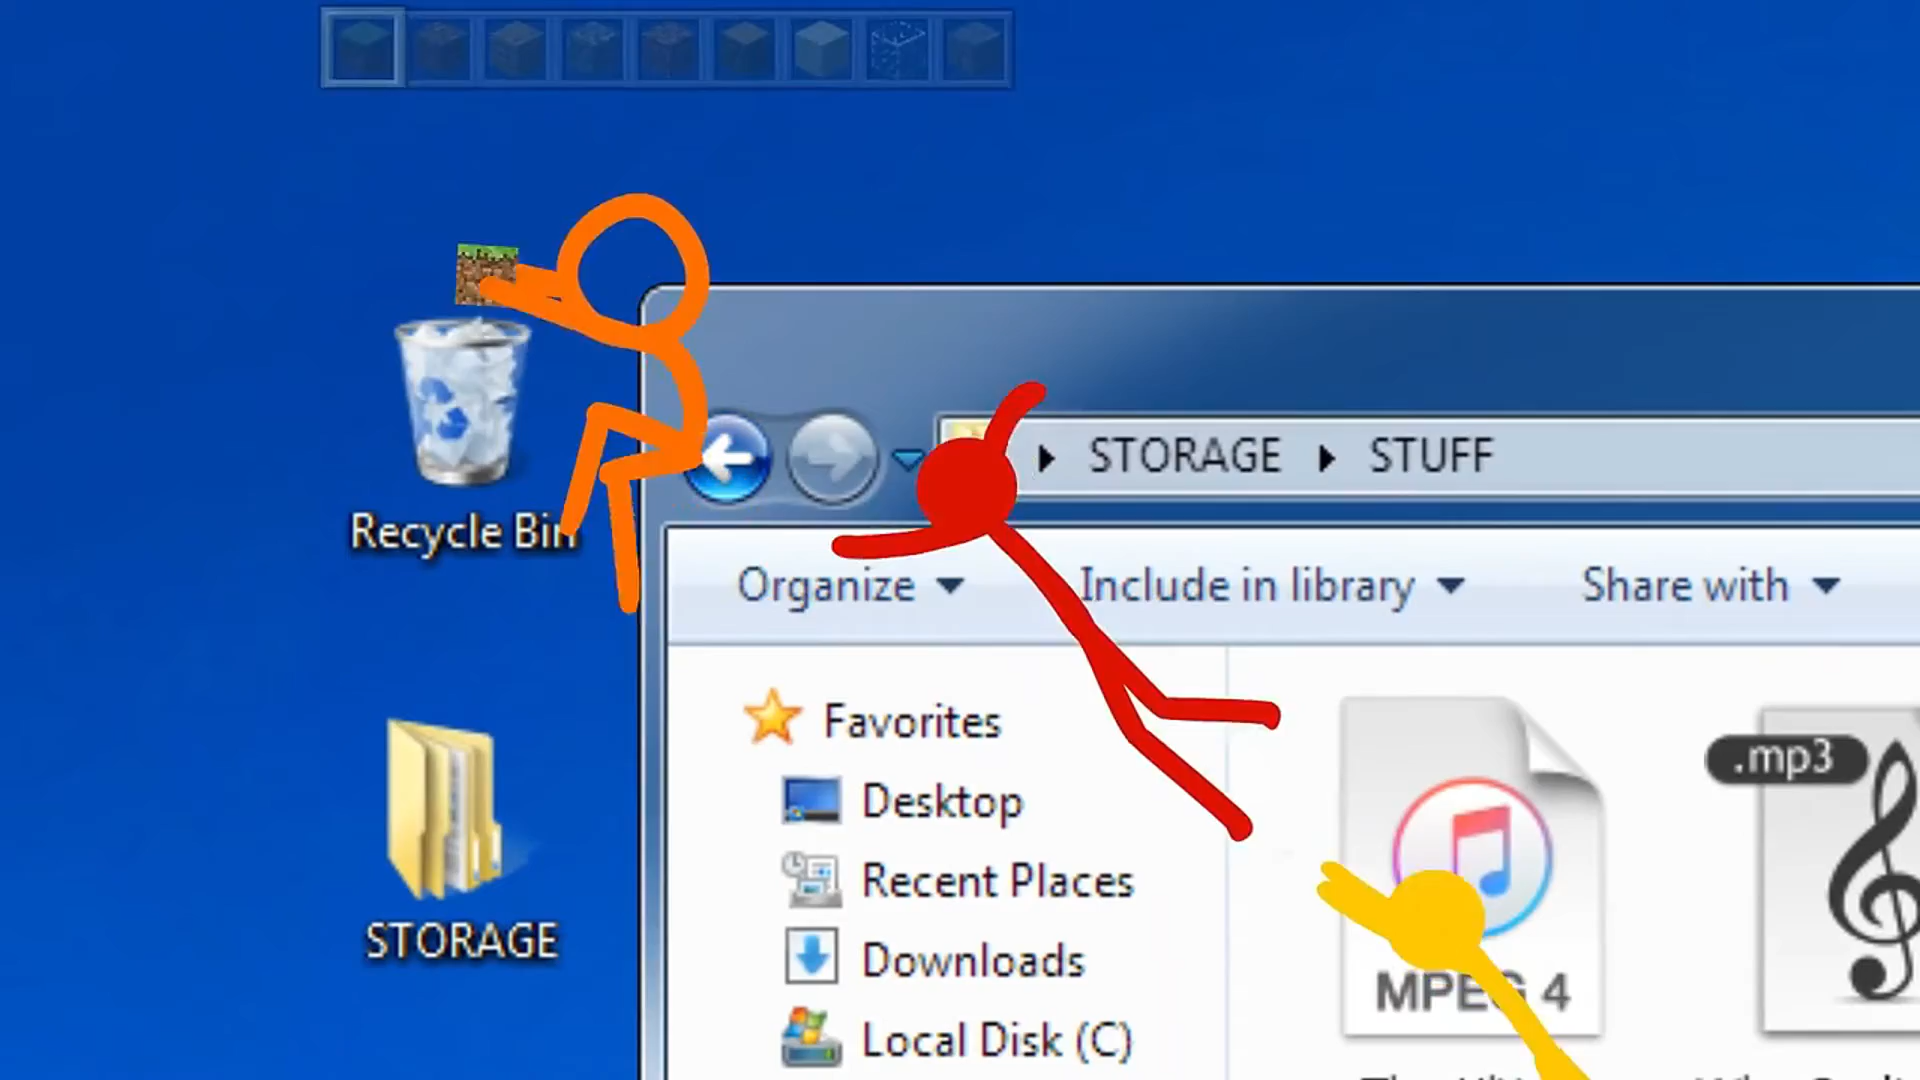 STORAGE STUFF
Recycle Bin
Organize Include in library Share with
Favorites
Desktop
Recent Places
Downloads
Local Disk (C)
STORAGE
.mp3
MPEG 4